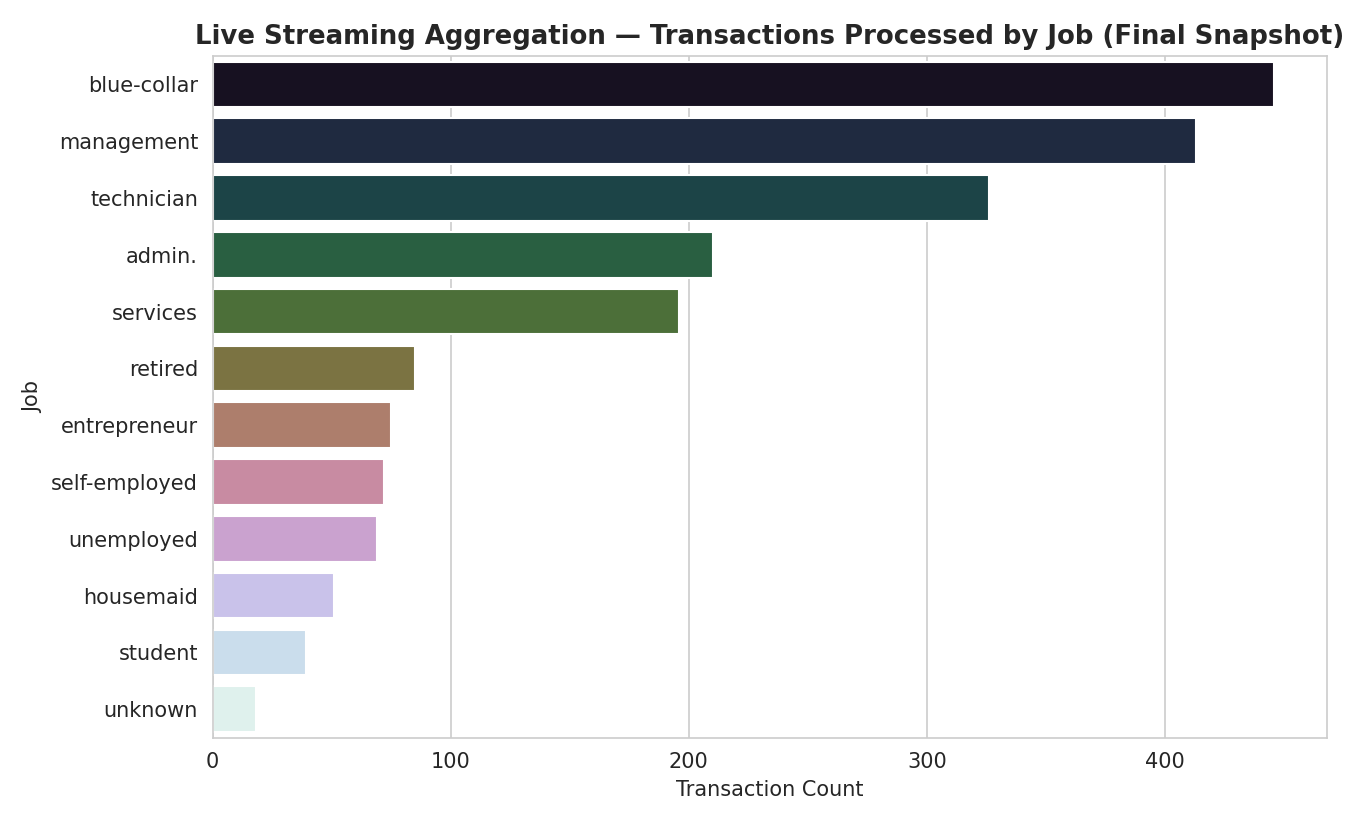 Live Streaming Aggregation — Transactions Processed by Job (Final Snapshot)
blue-collar
management
technician
admin.
services
retired
entrepreneur
self-employed
unemployed
housemaid
student
unknown
Job
0 100 200 300 400
Transaction Count